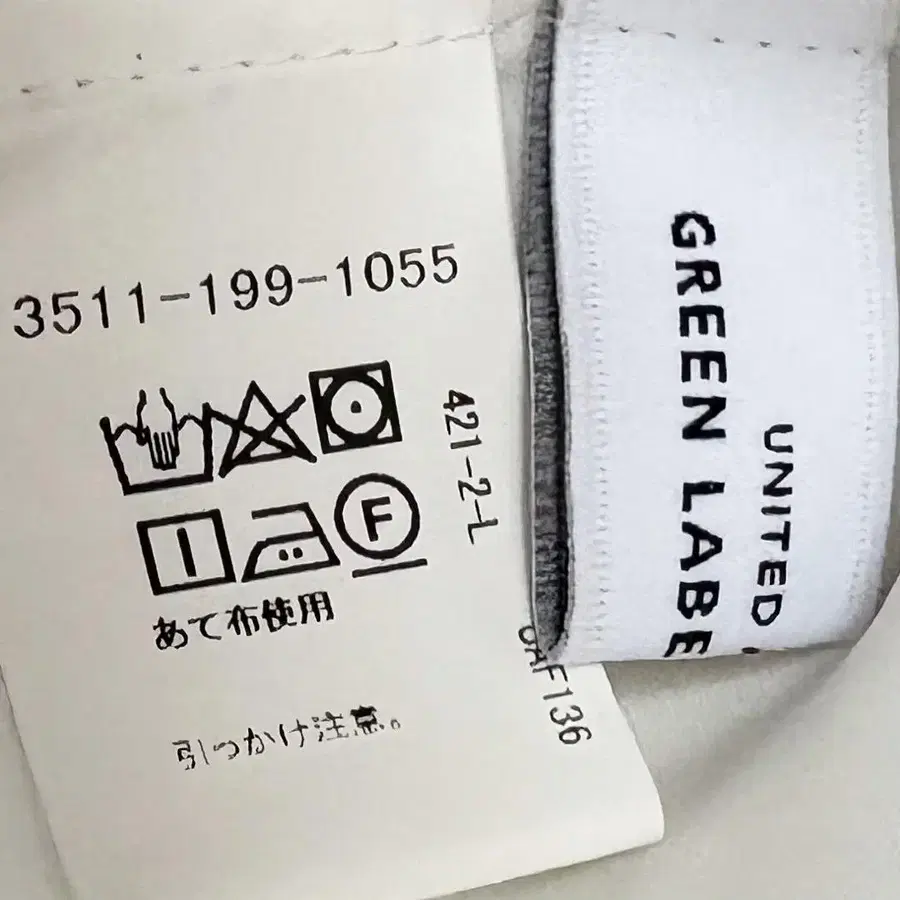 3511-199-1055
421-2-L
F
あて布使用
引っかけ注意。
AF136
GREEN LABE
UNITED